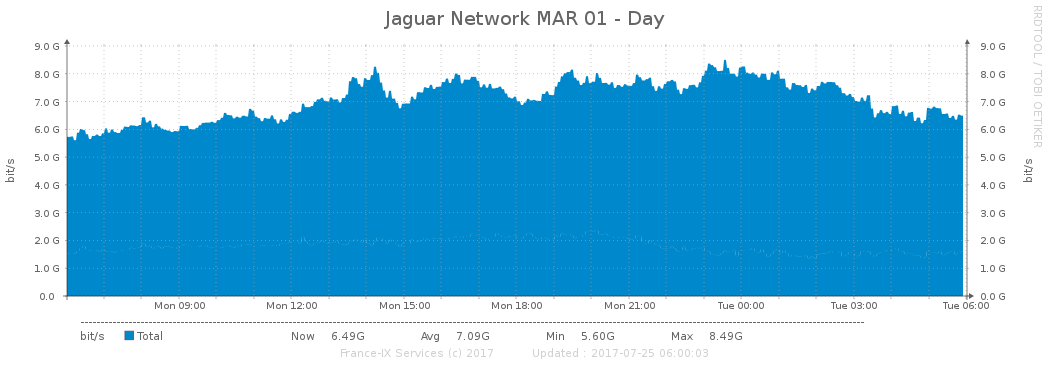 Jaguar Network MAR 01 - Day
RRDTOOL / TOBI OETIKER
9.0 G 9.0 G
8.0 G 8.0 G
7.0 G 7.0 G
6.0 G 6.0 G
5.0 G 5.0 G
4.0 G 4.0 G
3.0 G 3.0 G
2.0 G 2.0 G
1.0 G 1.0 G
0.0 0.0 G
bit/s bit/s
Mon 09:00 Mon 12:00 Mon 15:00 Mon 18:00 Mon 21:00 Tue 00:00 Tue 03:00 Tue 06:00
bit/s Total Now 6.49G Avg 7.09G Min 5.60G Max 8.49G
France-IX Services (c) 2017 Updated : 2017-07-25 06:00:03